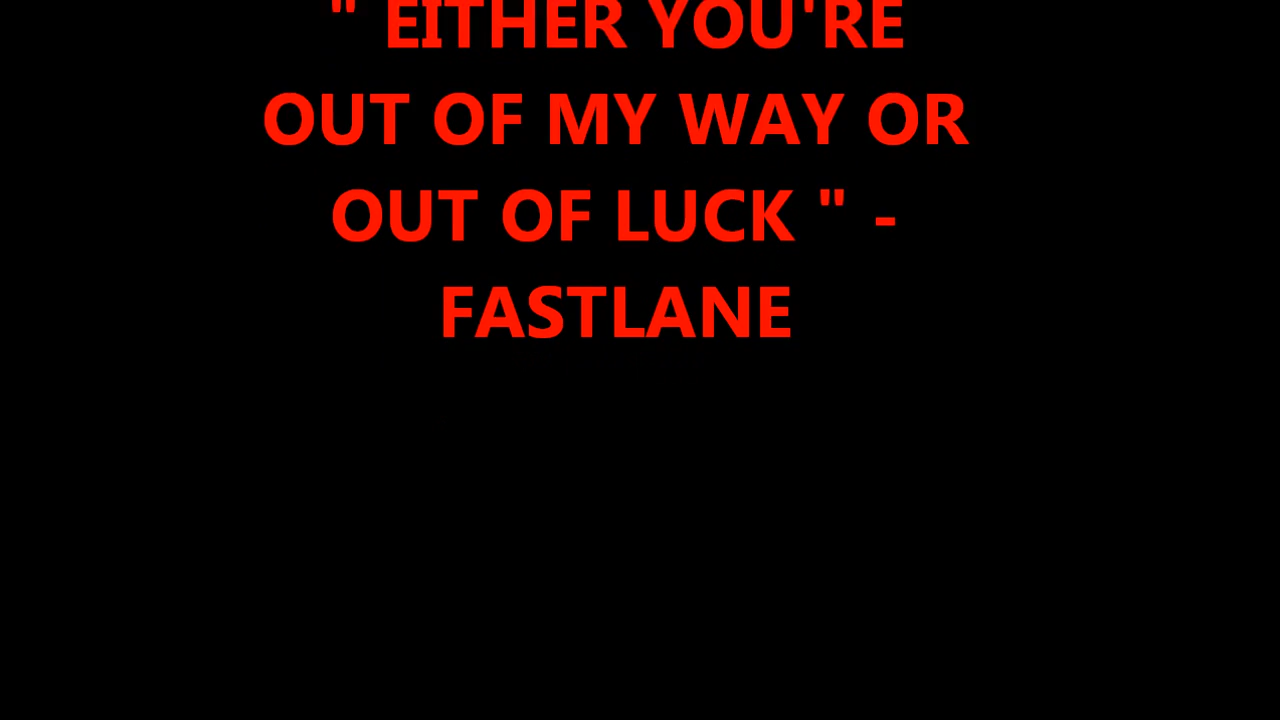 " EITHER YOU'RE
OUT OF MY WAY OR
OUT OF LUCK " -
FASTLANE